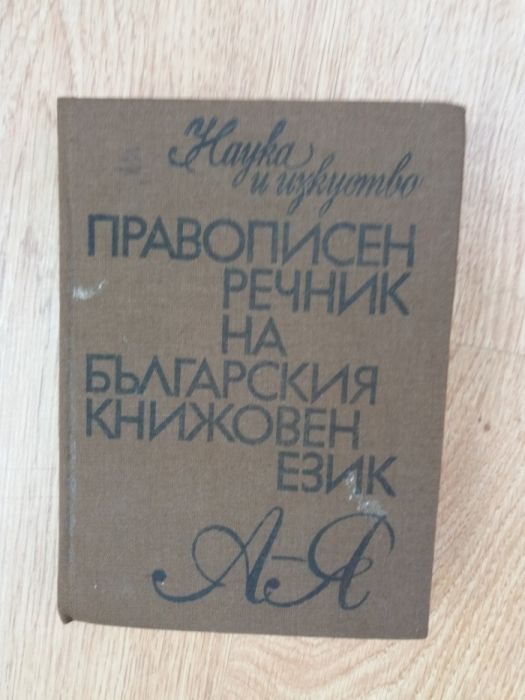 Наука
и изкуство
ПРАВОПИСЕН
РЕЧНИК
НА
БЪЛГАРСКИЯ
КНИЖОВЕН
ЕЗИК
А-Я